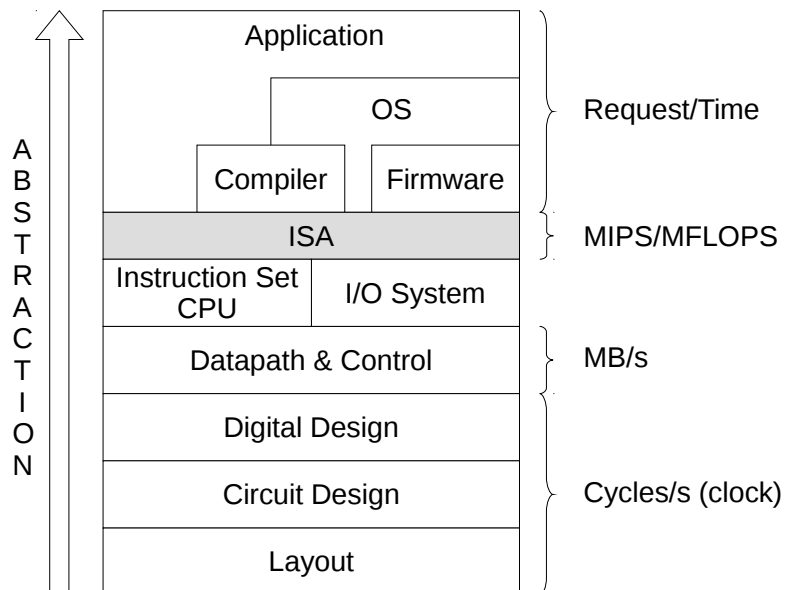 Application
OS
Compiler
Firmware
ISA
Instruction Set
CPU
I/O System
Datapath & Control
Digital Design
Circuit Design
Layout
ABSTRACTION
Request/Time
MIPS/MFLOPS
MB/s
Cycles/s (clock)